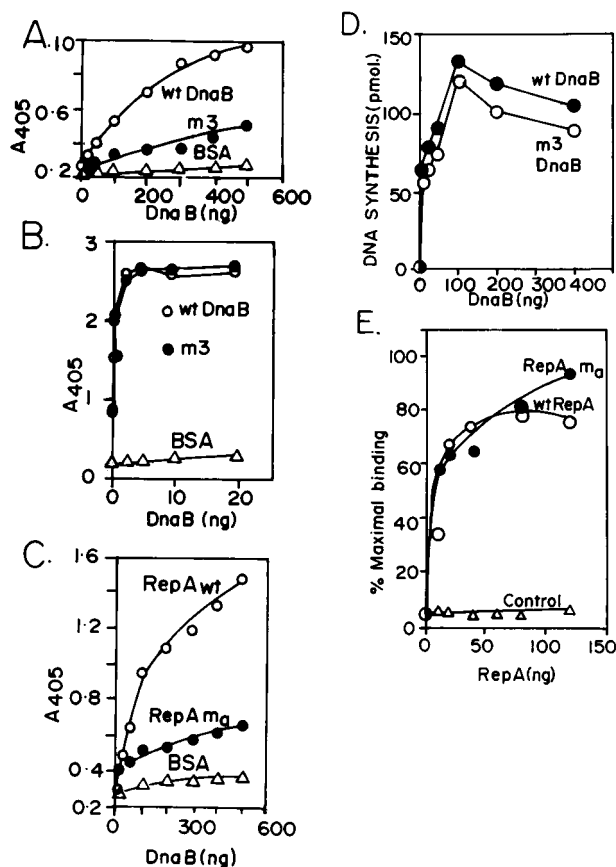 A.
0.10
0.6
0.2
A405
wt DnaB
m3
BSA
0
200
400
600
DnaB (ng)
B.
3
2
1
0
A405
wt DnaB
m3
BSA
0
10
20
DnaB (ng)
C.
1.6
1.2
0.8
0.4
0.2
A405
RepA wt
RepA ma
BSA
0
300
600
DnaB (ng)
D.
150
100
50
0
DNA SYNTHESIS (pmol.)
wt DnaB
m3
DnaB
0
100
200
300
400
DnaB (ng)
E.
100
80
60
40
20
0
% Maximal binding
RepA ma
wt RepA
Control
0
50
100
150
RepA (ng)